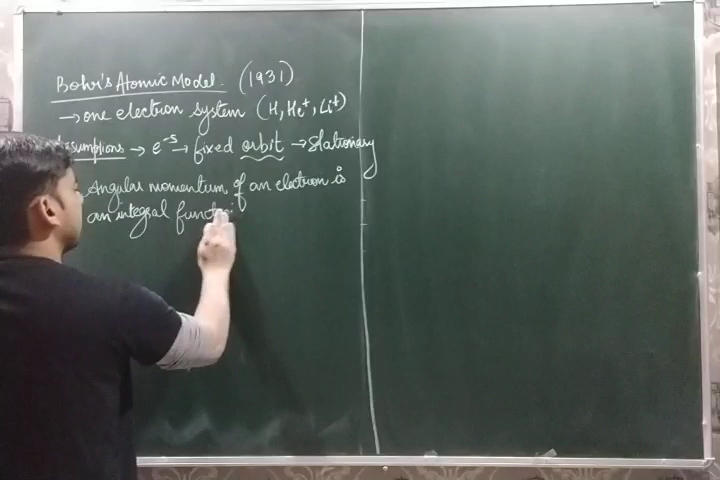 Bohr's Atomic Model. (1931)
→ one electron system (H, He⁺, Li⁺)
Assumptions → e⁻s → fixed orbit → Stationary
Angular momentum of an electron is
an integral